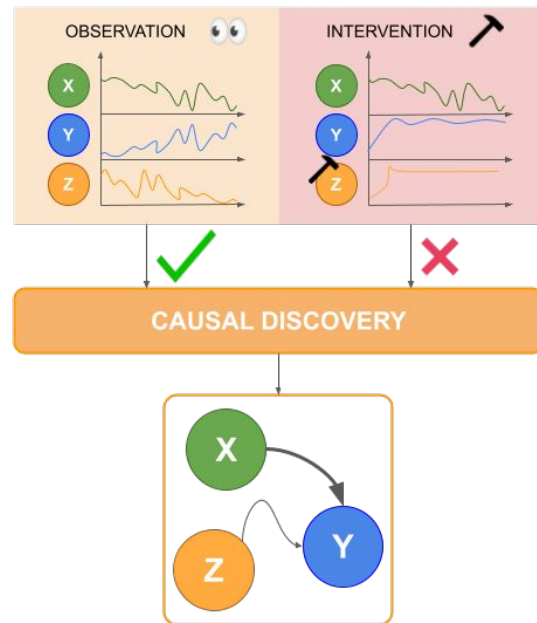 OBSERVATION
INTERVENTION
X
Y
Z
X
Y
Z
CAUSAL DISCOVERY
X
Z
Y